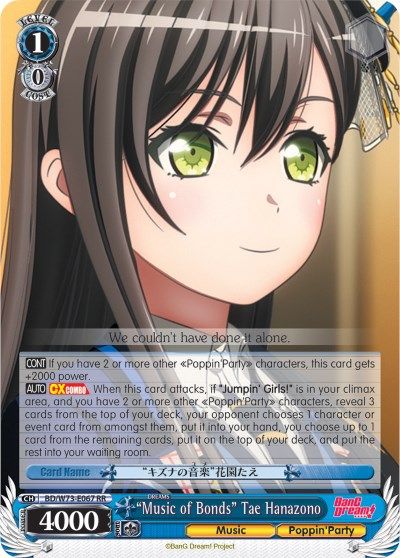 LEVEL
1
0
COST
We couldn't have done it alone.
CONT If you have 2 or more other «Poppin'Party» characters, this card gets
+2000 power.
AUTO CXCOMBO When this card attacks, if "Jumpin' Girls!" is in your climax
area, and you have 2 or more other «Poppin'Party» characters, reveal 3
cards from the top of your deck, your opponent chooses 1 character or
event card from amongst them, put it into your hand, you choose up to 1
card from the remaining cards, put it on the top of your deck, and put the
rest into your waiting room.
Card Name
"キズナの音楽"花園たえ
CH BD/W73-E067 RR
DREAMS
"Music of Bonds" Tae Hanazono
BanG Dream!
4000
Music
Poppin'Party
©BanG Dream! Project